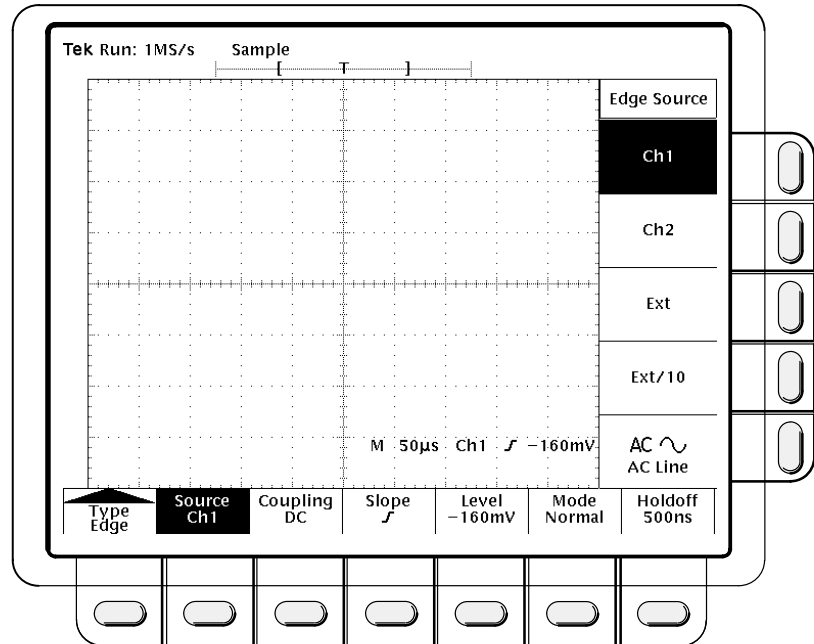 Tek Run: 1MS/s Sample
[ T ]
Edge Source
Ch1
Ch2
Ext
Ext/10
M 50µs Ch1 −160mV
AC
AC Line
Type
Edge
Source
Ch1
Coupling
DC
Slope
Level
−160mV
Mode
Normal
Holdoff
500ns